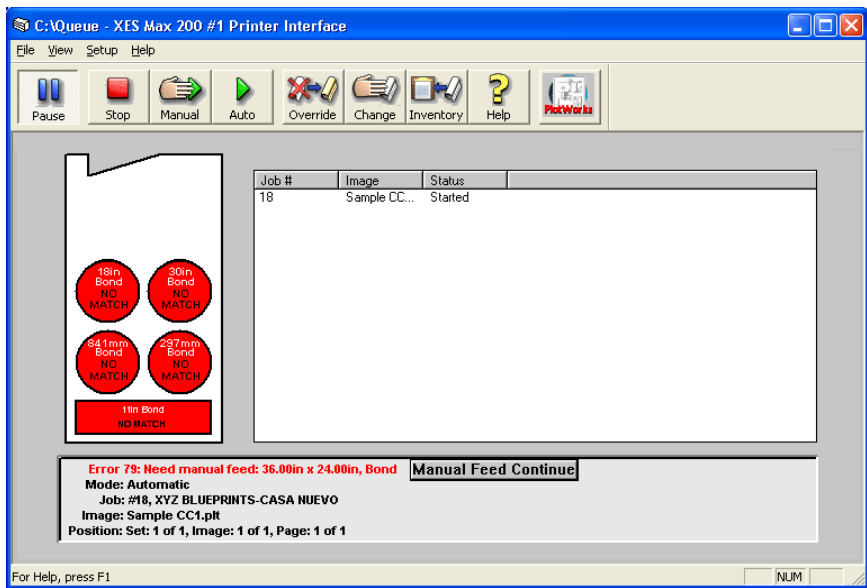 C:\Queue - XES Max 200 #1 Printer Interface
File View Setup Help
Pause Stop Manual Auto Override Change Inventory Help PlotWorks
Job # Image Status
18 Sample CC... Started
18in
Bond
NO
MATCH
30in
Bond
NO
MATCH
841mm
Bond
NO
MATCH
297mm
Bond
NO
MATCH
11in Bond
NO MATCH
Error 79: Need manual feed: 36.00in x 24.00in, Bond Manual Feed Continue
Mode: Automatic
Job: #18, XYZ BLUEPRINTS-CASA NUEVO
Image: Sample CC1.plt
Position: Set: 1 of 1, Image: 1 of 1, Page: 1 of 1
For Help, press F1 NUM